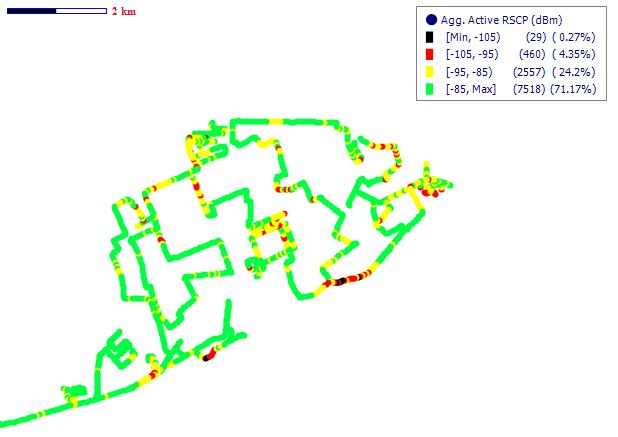 2 km
Agg. Active RSCP (dBm)
[Min, -105) (29) ( 0.27%)
[-105, -95) (460) ( 4.35%)
[-95, -85) (2557) ( 24.2%)
[-85, Max] (7518) (71.17%)